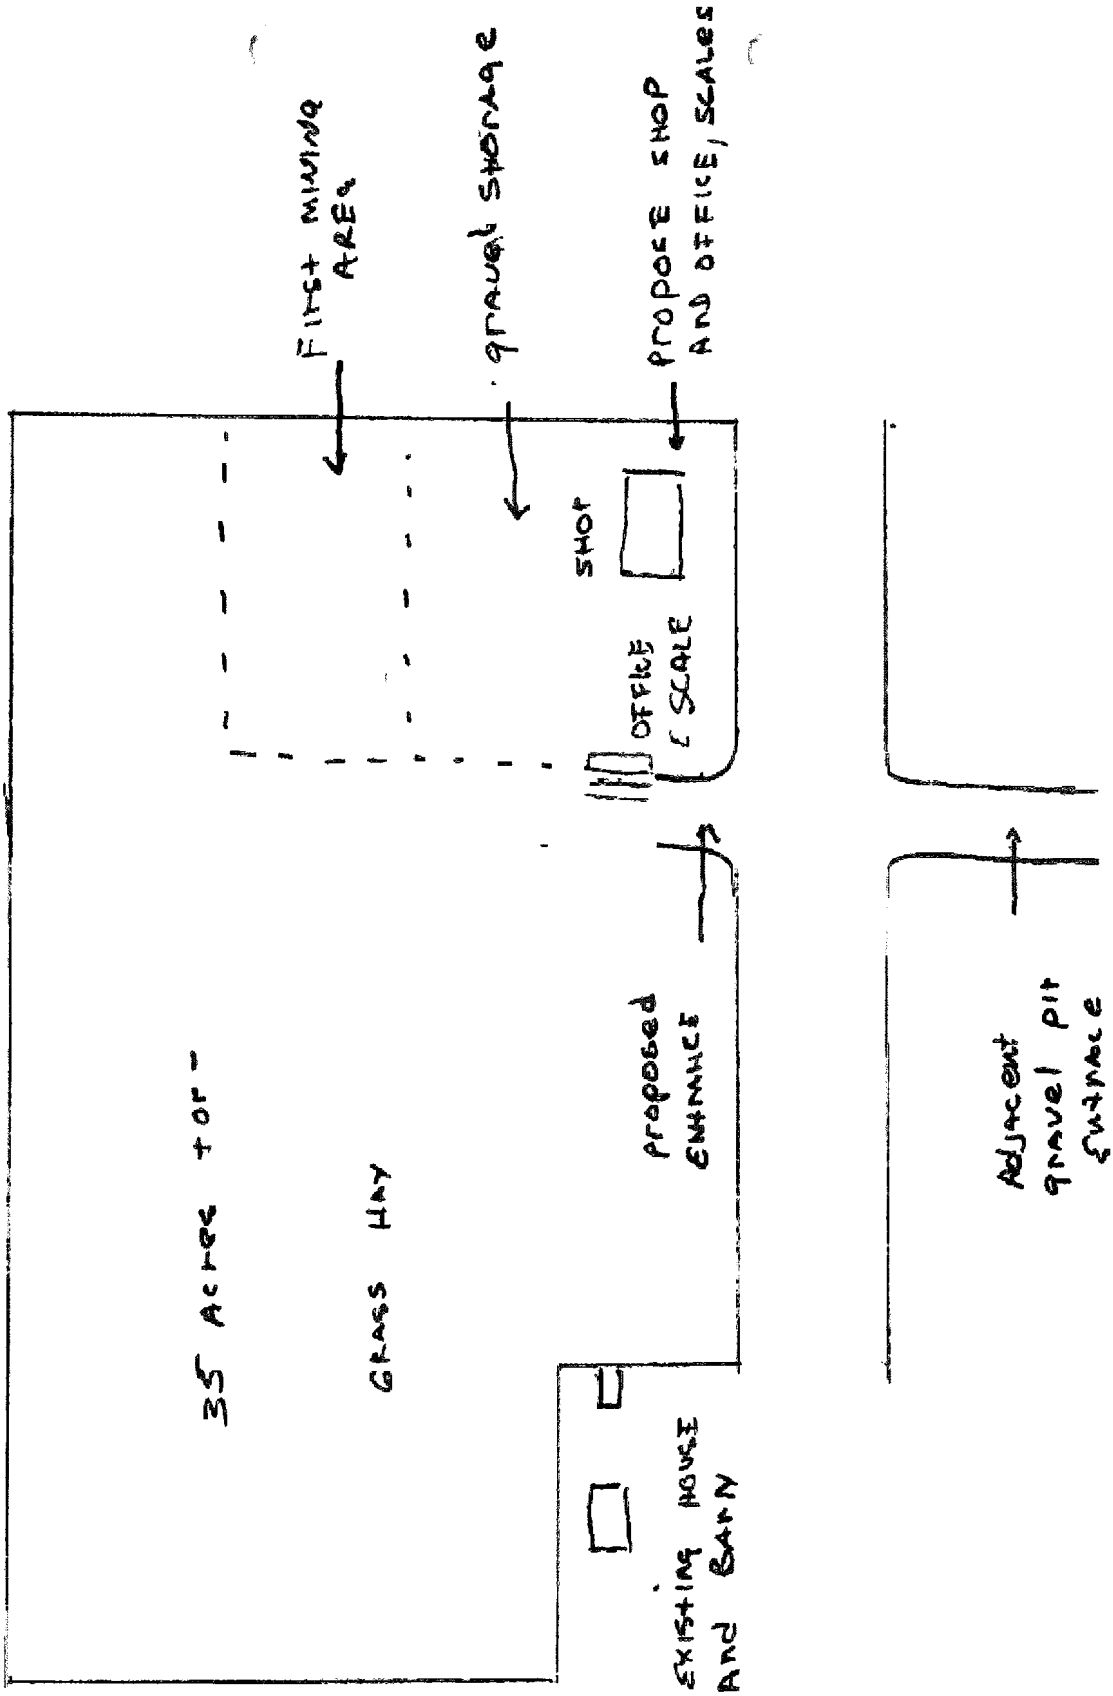 35 Acres + or -
First MINING
AREA
GRASS HAY
gravel Storage
SHOP
OFFICE
SCALE
Proposed
ENtrANCE
Propose SHOP
AND OFFICE, SCALES
EXISTING HOUSE
AND BARN
Adjacent
gravel pit
Entrance